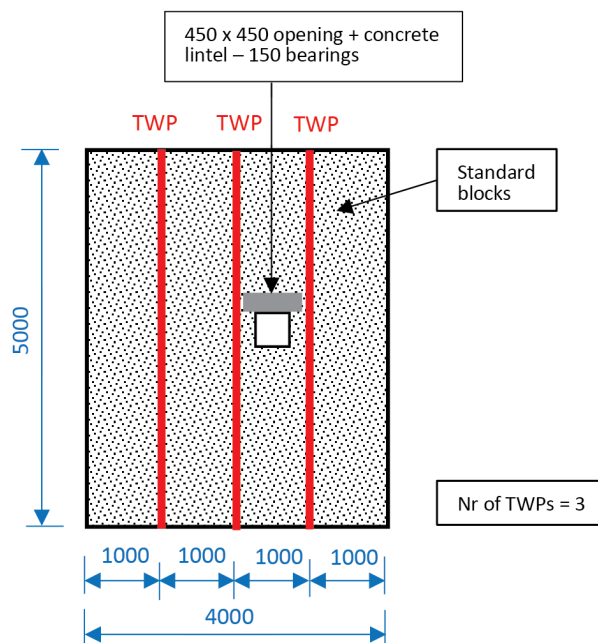 450 x 450 opening + concrete
lintel – 150 bearings
TWP TWP TWP
Standard
blocks
5000
Nr of TWPs = 3
1000 1000 1000 1000
4000